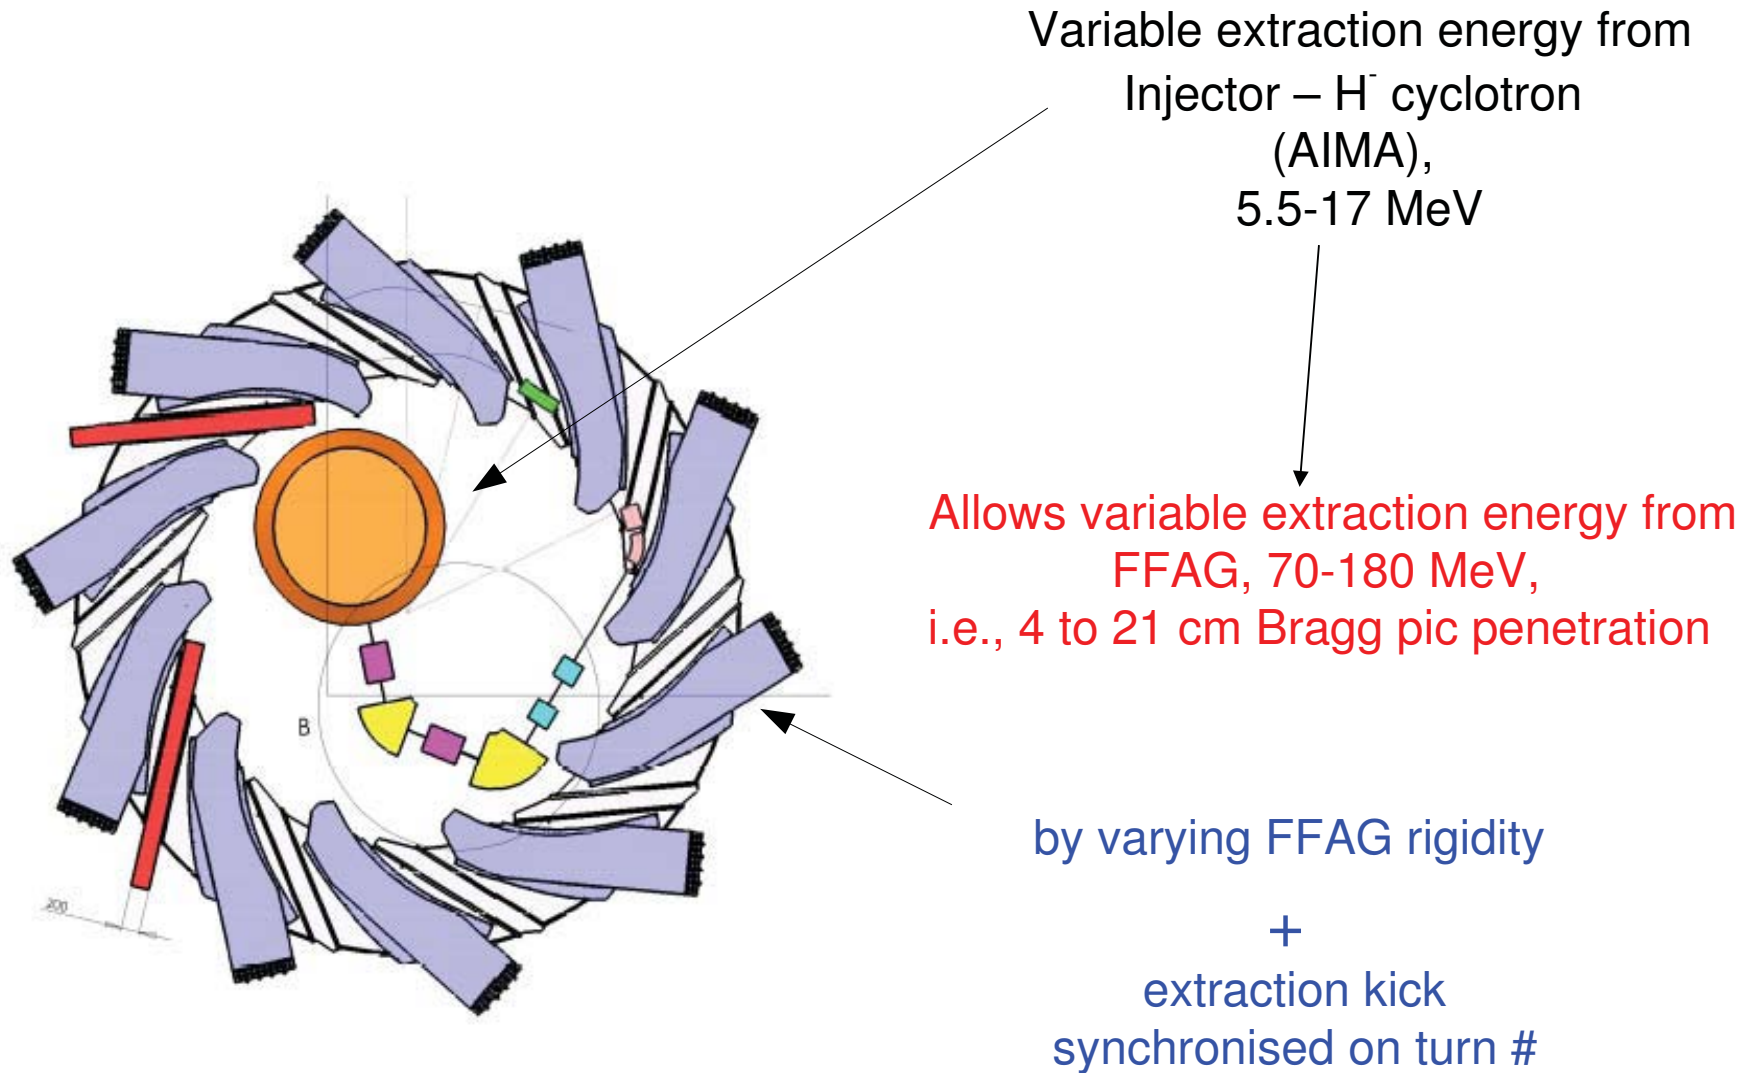 Variable extraction energy from
Injector – H⁻ cyclotron
(AIMA),
5.5-17 MeV
Allows variable extraction energy from
FFAG, 70-180 MeV,
i.e., 4 to 21 cm Bragg pic penetration
B
by varying FFAG rigidity
200
+
extraction kick
synchronised on turn #